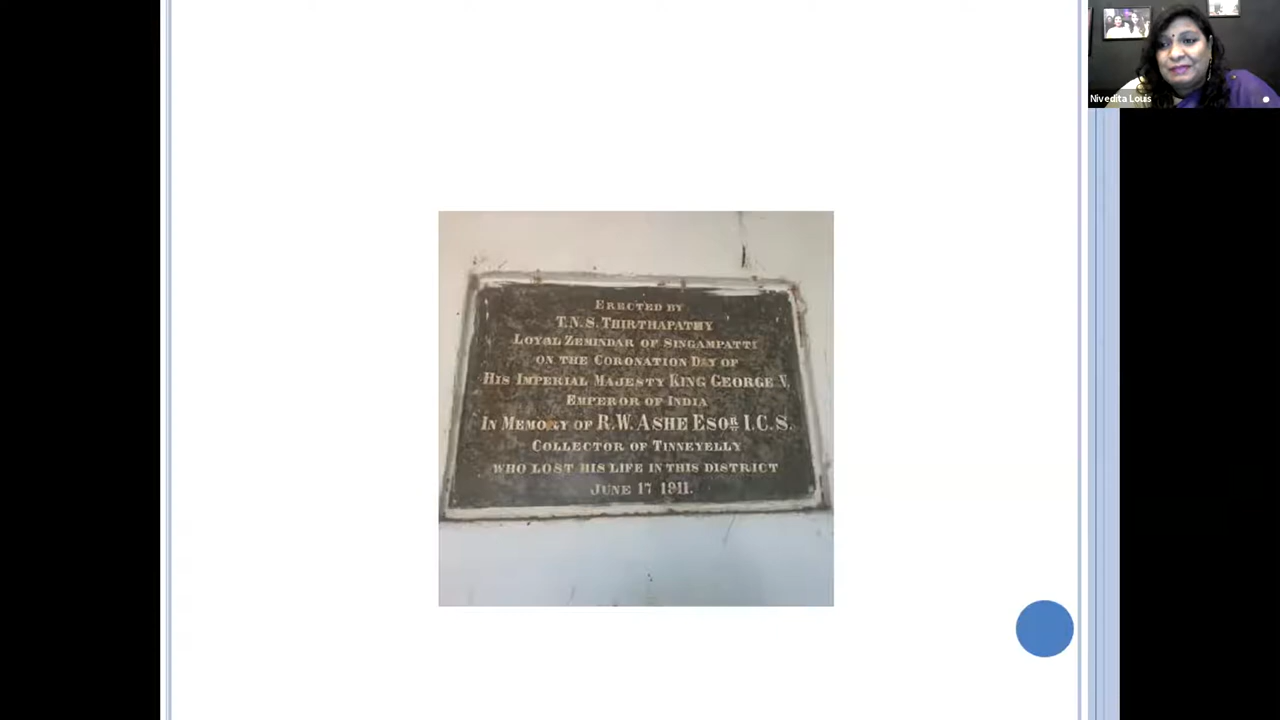 Nivedita Louis
ERECTED BY
T.N.S. THIRTHAPATHY
LOYAL ZEMINDAR OF SINGAMPATTI
ON THE CORONATION DAY OF
HIS IMPERIAL MAJESTY KING GEORGE V.
EMPEROR OF INDIA
IN MEMORY OF R.W. ASHE ESQR I.C.S.
COLLECTOR OF TINNEVELLY
WHO LOST HIS LIFE IN THIS DISTRICT
JUNE 17 1911.